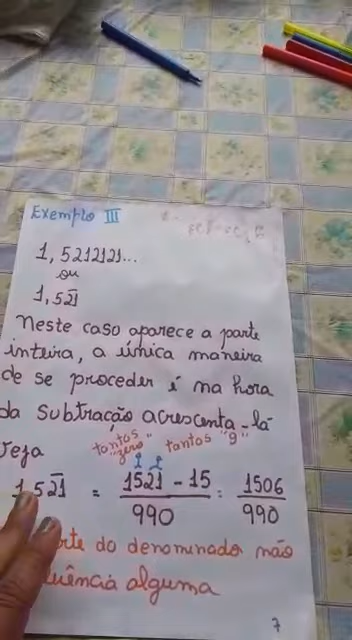 Exemplo III
1,5212121...
ou
1,521
Neste caso aparece a parte
inteira, a única maneira
de se proceder é na hora
da subtração acrescenta-lá
Veja
tantos "zero" tantos "9"
1,521 = 1521 - 15 = 1506
990 990
do denominador não
alguma
7